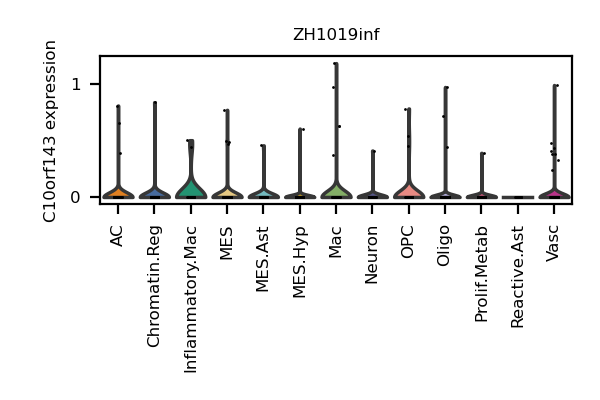 ZH1019inf
C10orf143 expression
1
0
AC
Chromatin.Reg
Inflammatory.Mac
MES
MES.Ast
MES.Hyp
Mac
Neuron
OPC
Oligo
Prolif.Metab
Reactive.Ast
Vasc